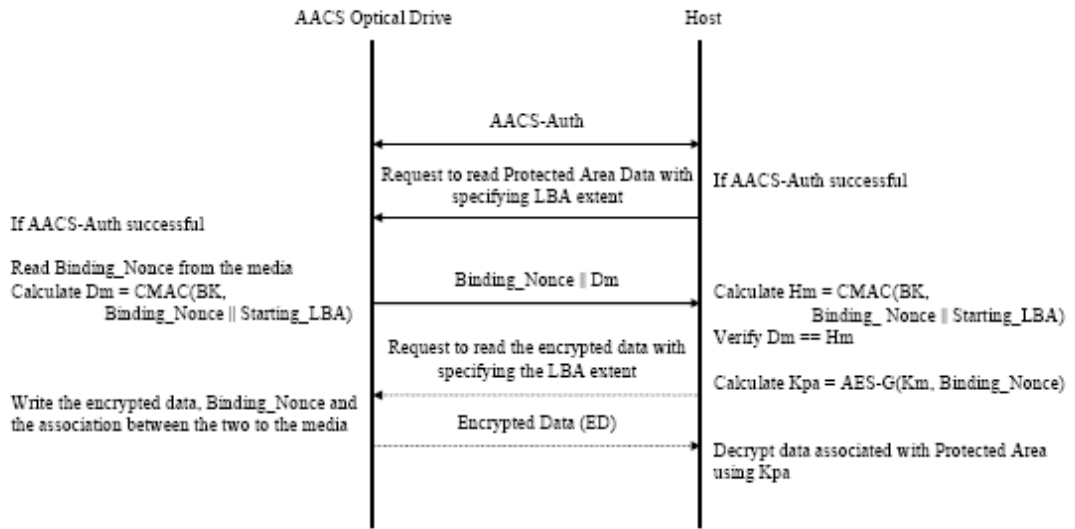 AACS Optical Drive
Host
AACS-Auth
Request to read Protected Area Data with
specifying LBA extent
If AACS-Auth successful
If AACS-Auth successful
Read Binding_Nonce from the media
Calculate Dm = CMAC(BK,
Binding_Nonce || Starting_LBA)
Binding_Nonce || Dm
Calculate Hm = CMAC(BK,
Binding_ Nonce || Starting_LBA)
Verify Dm == Hm
Request to read the encrypted data with
specifying the LBA extent
Calculate Kpa = AES-G(Km, Binding_Nonce)
Write the encrypted data, Binding_Nonce and
the association between the two to the media
Encrypted Data (ED)
Decrypt data associated with Protected Area
using Kpa